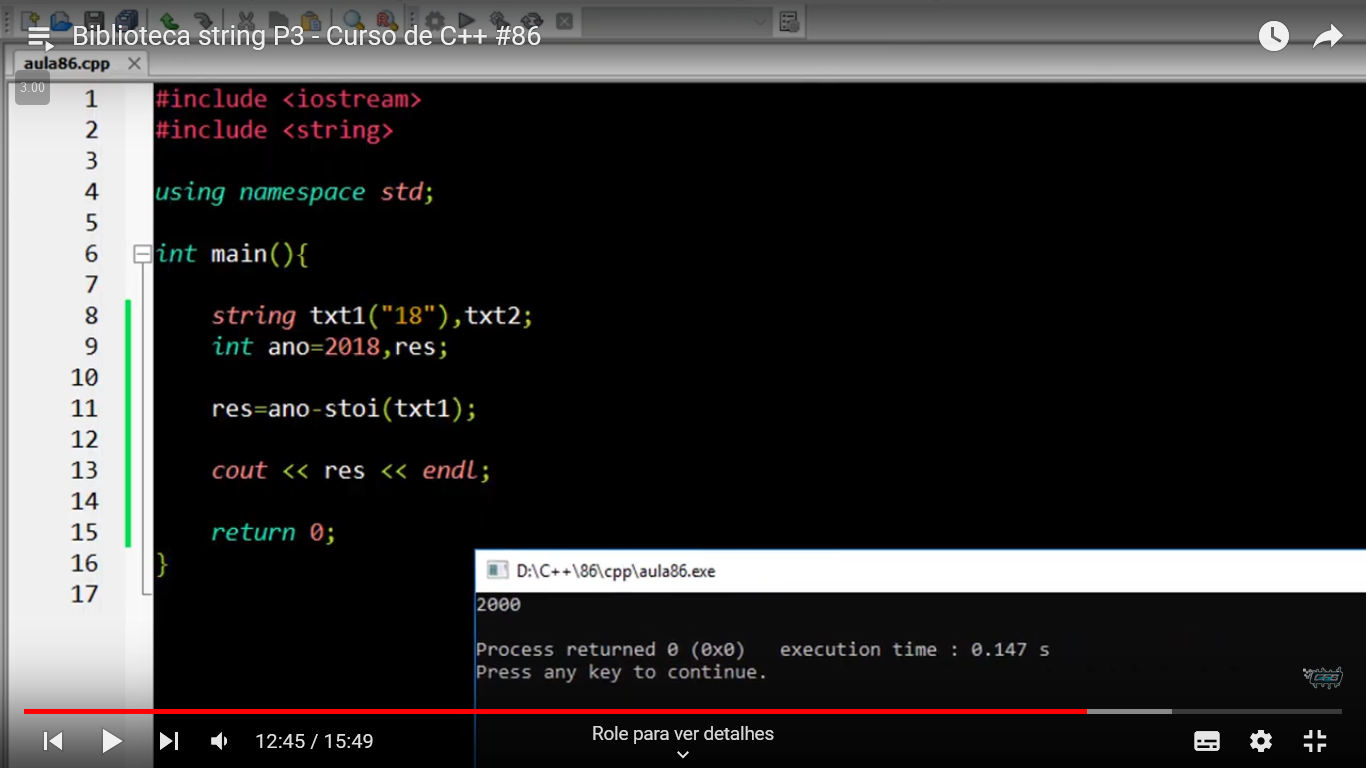 Biblioteca string P3 - Curso de C++ #86
aula86.cpp
3.00
1 #include <iostream>
2 #include <string>
3
4 using namespace std;
5
6 int main(){
7
8 string txt1("18"),txt2;
9 int ano=2018,res;
10
11 res=ano-stoi(txt1);
12
13 cout << res << endl;
14
15 return 0;
16 }
17
D:\C++\86\cpp\aula86.exe
2000
Process returned 0 (0x0) execution time : 0.147 s
Press any key to continue.
CFB
12:45 / 15:49
Role para ver detalhes